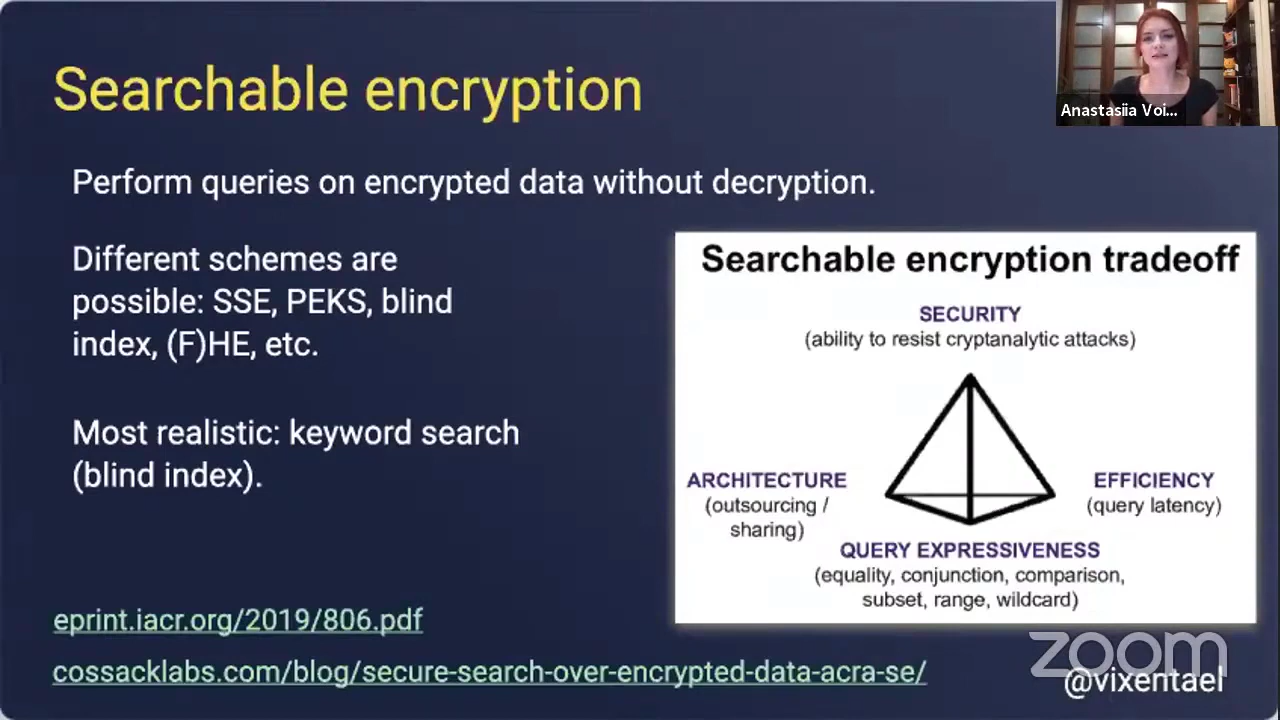 Searchable encryption
Anastasiia Voi...
Perform queries on encrypted data without decryption.
Different schemes are
possible: SSE, PEKS, blind
index, (F)HE, etc.
Most realistic: keyword search
(blind index).
Searchable encryption tradeoff
SECURITY
(ability to resist cryptanalytic attacks)
ARCHITECTURE
(outsourcing /
sharing)
EFFICIENCY
(query latency)
QUERY EXPRESSIVENESS
(equality, conjunction, comparison,
subset, range, wildcard)
eprint.iacr.org/2019/806.pdf
cossacklabs.com/blog/secure-search-over-encrypted-data-acra-se/
zoom
@vixentael